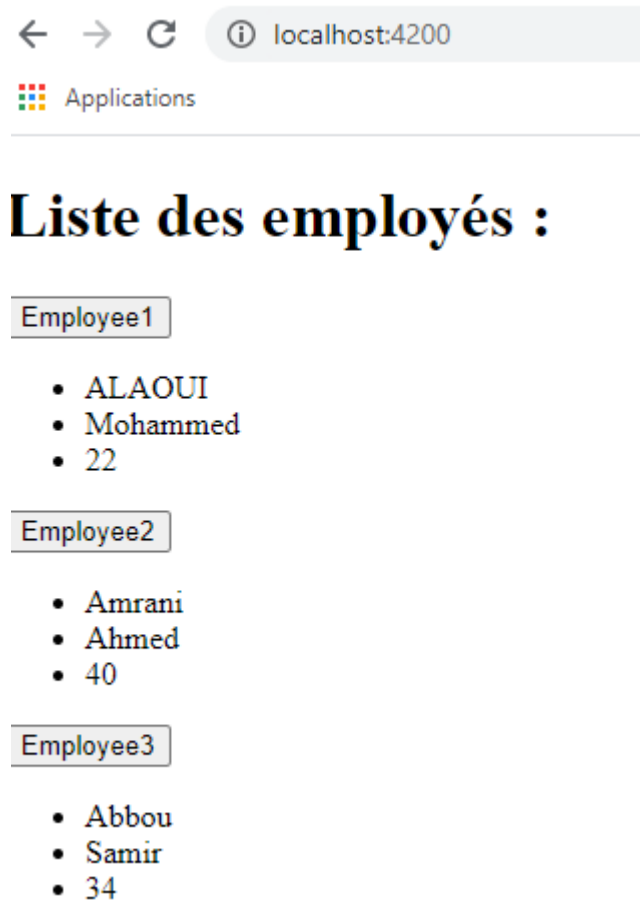 localhost:4200
Applications
Liste des employés :
Employee1
ALAOUI
Mohammed
22
Employee2
Amrani
Ahmed
40
Employee3
Abbou
Samir
34